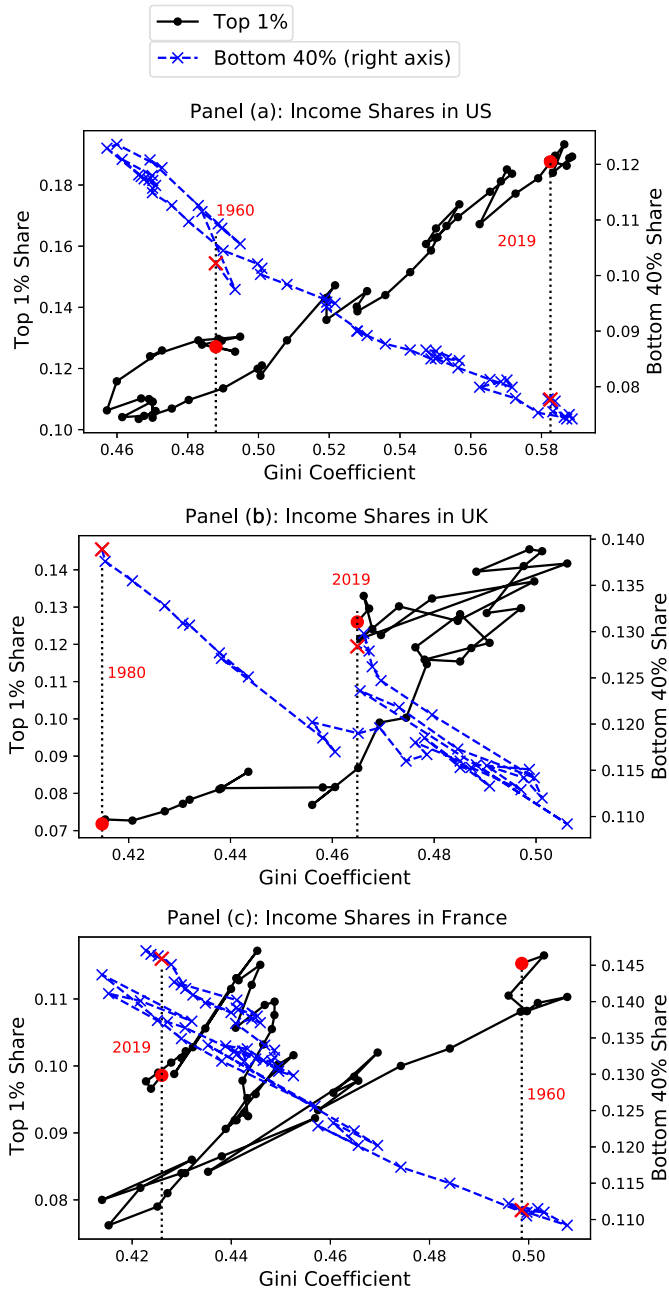 Top 1%
Bottom 40% (right axis)
Panel (a): Income Shares in US
Top 1% Share
0.18
0.16
0.14
0.12
0.10
1960
2019
0.12
0.11
0.10
0.09
0.08
Bottom 40% Share
0.46 0.48 0.50 0.52 0.54 0.56 0.58
Gini Coefficient
Panel (b): Income Shares in UK
Top 1% Share
0.14
0.13
0.12
0.11
0.10
0.09
0.08
0.07
2019
1980
0.140
0.135
0.130
0.125
0.120
0.115
0.110
Bottom 40% Share
0.42 0.44 0.46 0.48 0.50
Gini Coefficient
Panel (c): Income Shares in France
Top 1% Share
0.11
0.10
0.09
0.08
2019
1960
0.145
0.140
0.135
0.130
0.125
0.120
0.115
0.110
Bottom 40% Share
0.42 0.44 0.46 0.48 0.50
Gini Coefficient